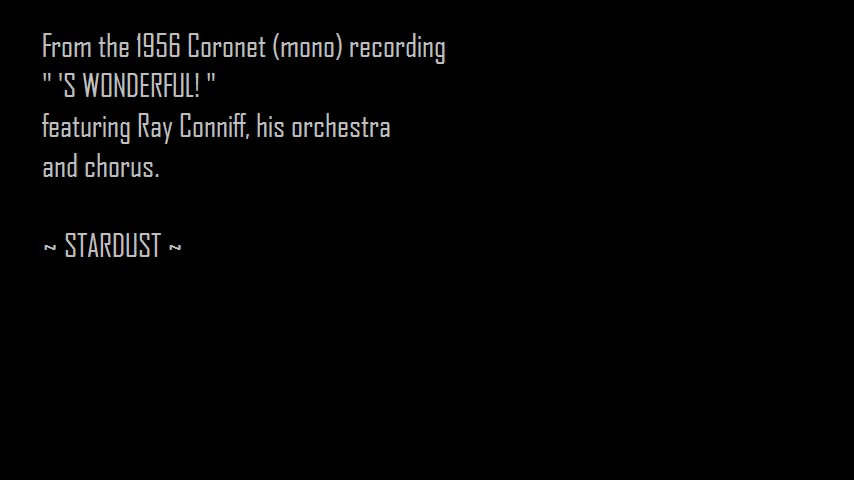 From the 1956 Coronet (mono) recording
" 'S WONDERFUL! "
featuring Ray Conniff, his orchestra
and chorus.
~ STARDUST ~